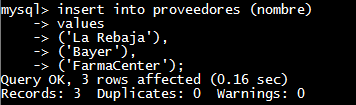 mysql> insert into proveedores (nombre)
    -> values
    -> ('La Rebaja'),
    -> ('Bayer'),
    -> ('FarmaCenter');
Query OK, 3 rows affected (0.16 sec)
Records: 3  Duplicates: 0  Warnings: 0